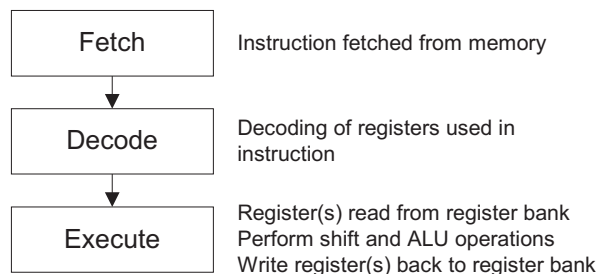 Fetch
Instruction fetched from memory
Decode
Decoding of registers used in
instruction
Execute
Register(s) read from register bank
Perform shift and ALU operations
Write register(s) back to register bank